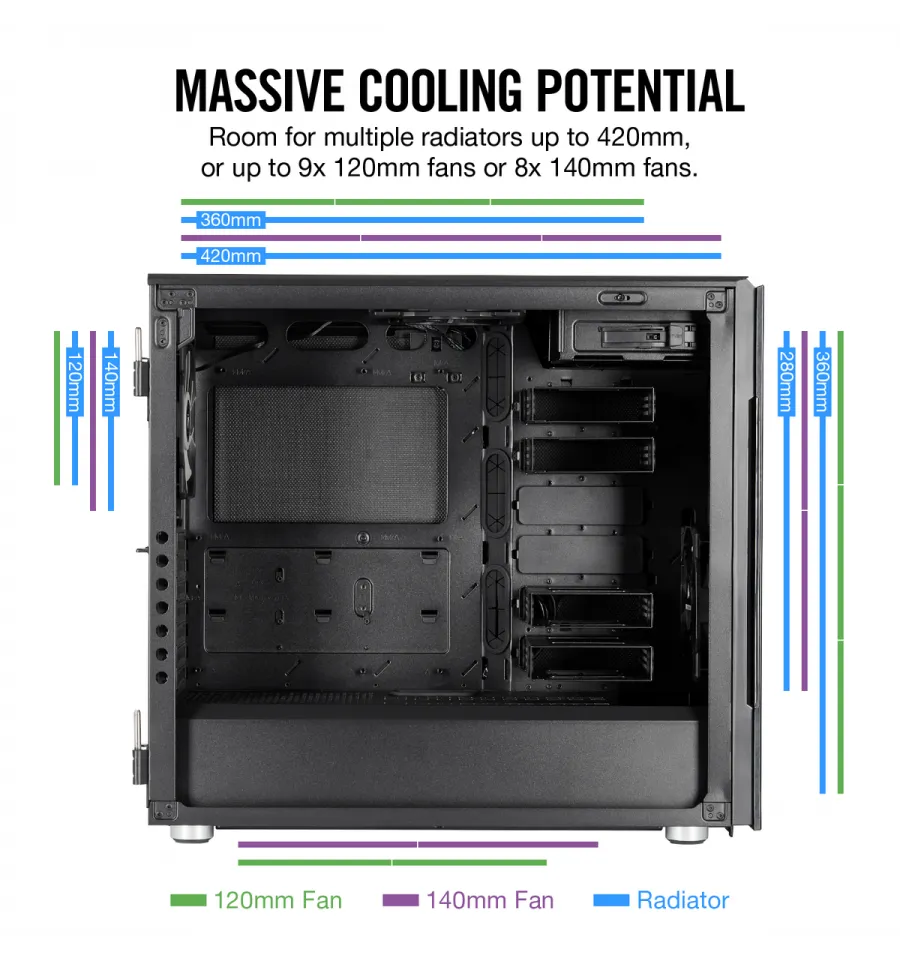 MASSIVE COOLING POTENTIAL
Room for multiple radiators up to 420mm,
or up to 9x 120mm fans or 8x 140mm fans.
360mm
420mm
120mm
140mm
280mm
360mm
120mm Fan
140mm Fan
Radiator